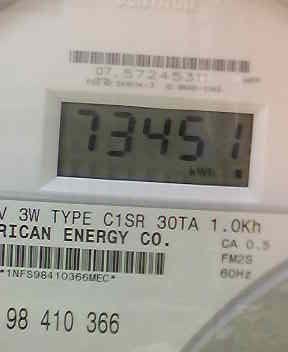 07.5724531
73451
kWh
V 3W TYPE C1SR 30TA 1.0Kh
RICAN ENERGY CO.
CA 0.5
FM2S
60Hz
*1NFS98410366MEC*
98 410 366